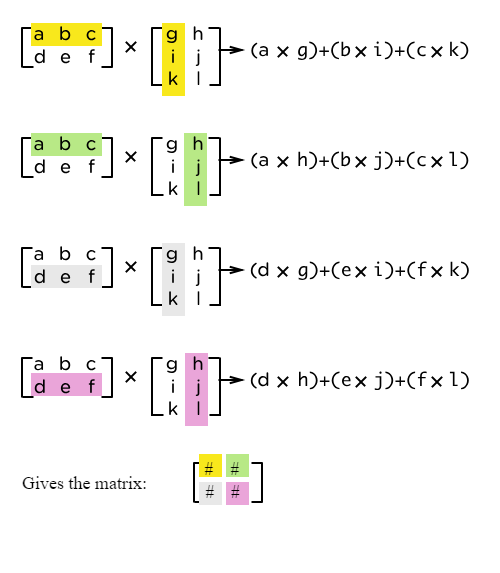 a b c g h
d e f × i j → (a × g)+(b × i)+(c × k)
k l
a b c g h
d e f × i j → (a × h)+(b × j)+(c × l)
k l
a b c g h
d e f × i j → (d × g)+(e × i)+(f × k)
k l
a b c g h
d e f × i j → (d × h)+(e × j)+(f × l)
k l
# #
Gives the matrix:
# #